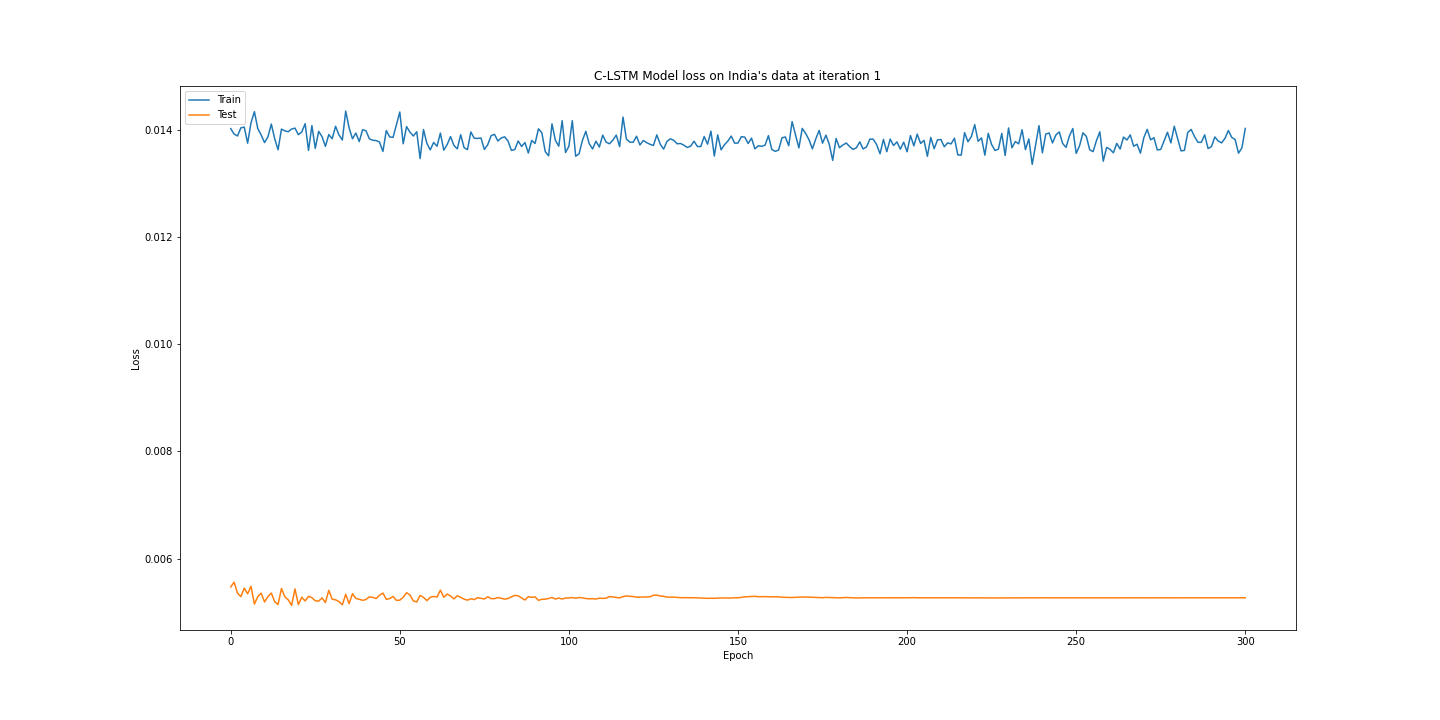 C-LSTM Model loss on India's data at iteration 1
Train
Test
0.014
0.012
0.010
0.008
0.006
Loss
0 50 100 150 200 250 300
Epoch